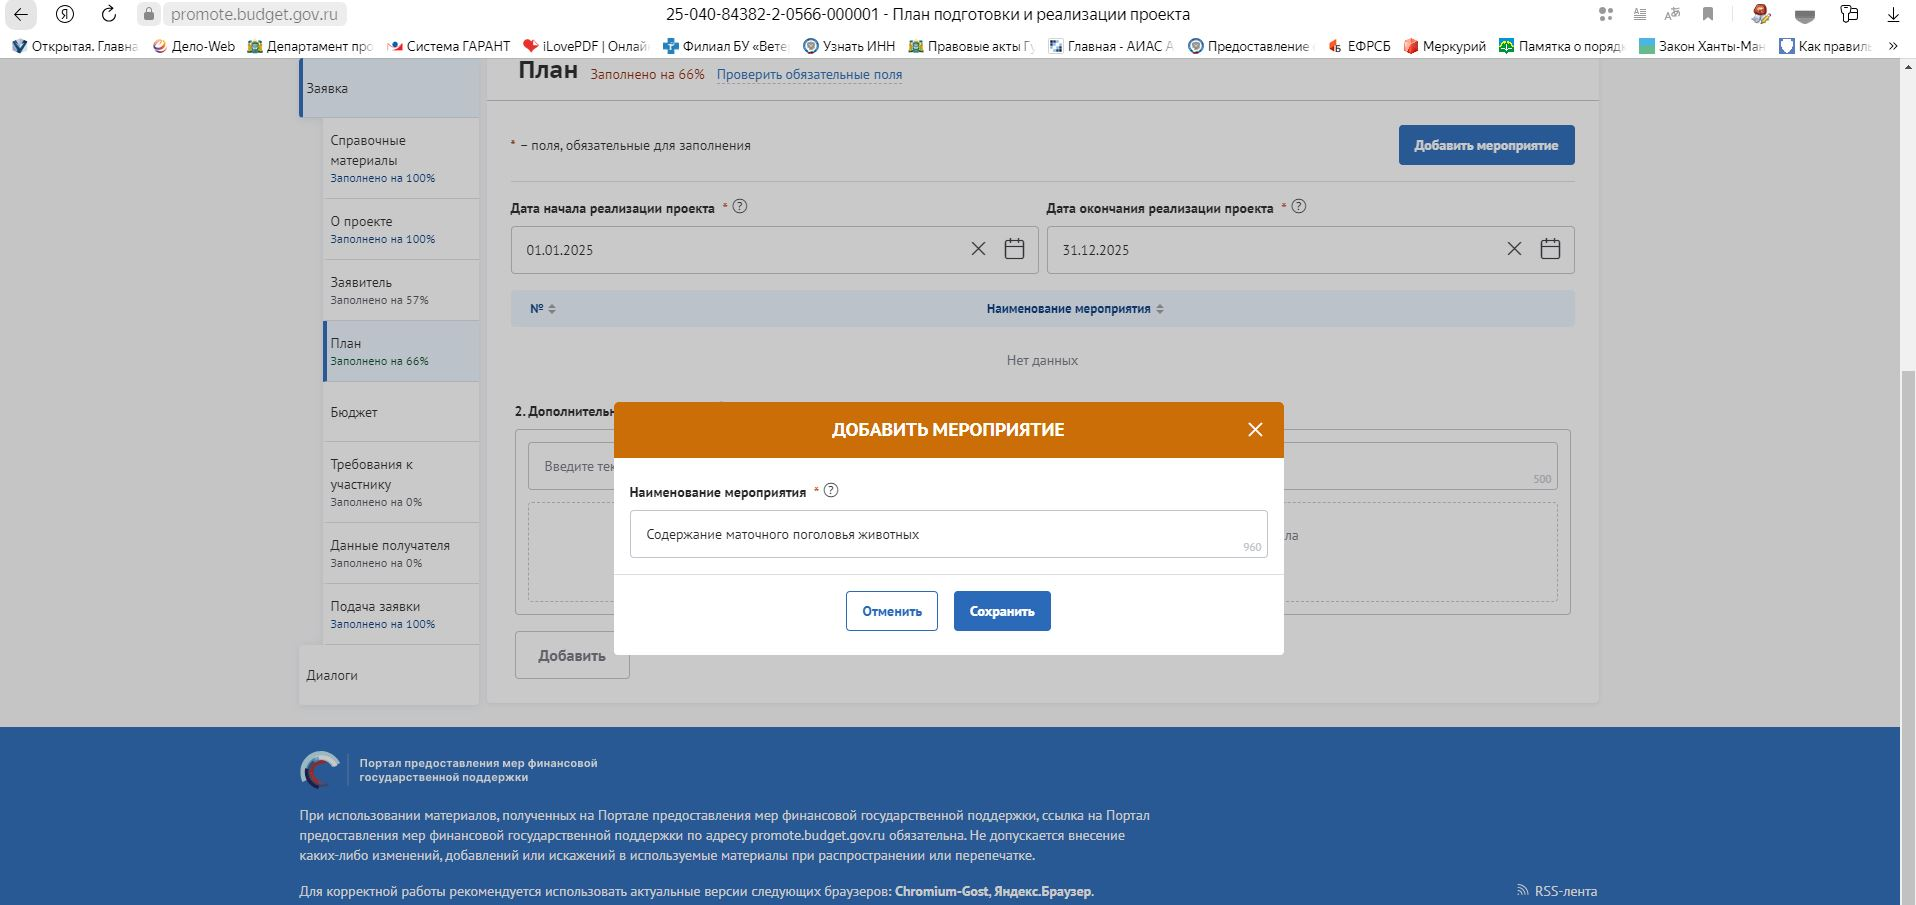 promote.budget.gov.ru
25-040-84382-2-0566-000001 - План подготовки и реализации проекта
Открытая. Главна
Дело-Web
Департамент про
Система ГАРАНТ
iLovePDF | Онлай
Филиал БУ «Вете
Узнать ИНН
Правовые акты Гу
Главная - АИАС А
Предоставление
ЕФРСБ
Меркурий
Памятка о порядк
Закон Ханты-Ман
Как правиль
»
Заявка
Справочные
материалы
Заполнено на 100%
О проекте
Заполнено на 100%
Заявитель
Заполнено на 57%
План
Заполнено на 66%
Бюджет
Требования к
участнику
Заполнено на 0%
Данные получателя
Заполнено на 0%
Подача заявки
Заполнено на 100%
Диалоги
План Заполнено на 66% Проверить обязательные поля
* – поля, обязательные для заполнения
Добавить мероприятие
Дата начала реализации проекта * ?
Дата окончания реализации проекта * ?
01.01.2025
31.12.2025
№ Наименование мероприятия
Нет данных
2. Дополнительн
Введите тек
500
ла
Добавить
ДОБАВИТЬ МЕРОПРИЯТИЕ
Наименование мероприятия * ?
Содержание маточного поголовья животных
960
Отменить
Сохранить
Портал предоставления мер финансовой
государственной поддержки
При использовании материалов, полученных на Портале предоставления мер финансовой государственной поддержки, ссылка на Портал
предоставления мер финансовой государственной поддержки по адресу promote.budget.gov.ru обязательна. Не допускается внесение
каких-либо изменений, добавлений или искажений в используемые материалы при распространении или перепечатке.
Для корректной работы рекомендуется использовать актуальные версии следующих браузеров: Chromium-Gost, Яндекс.Браузер.
RSS-лента